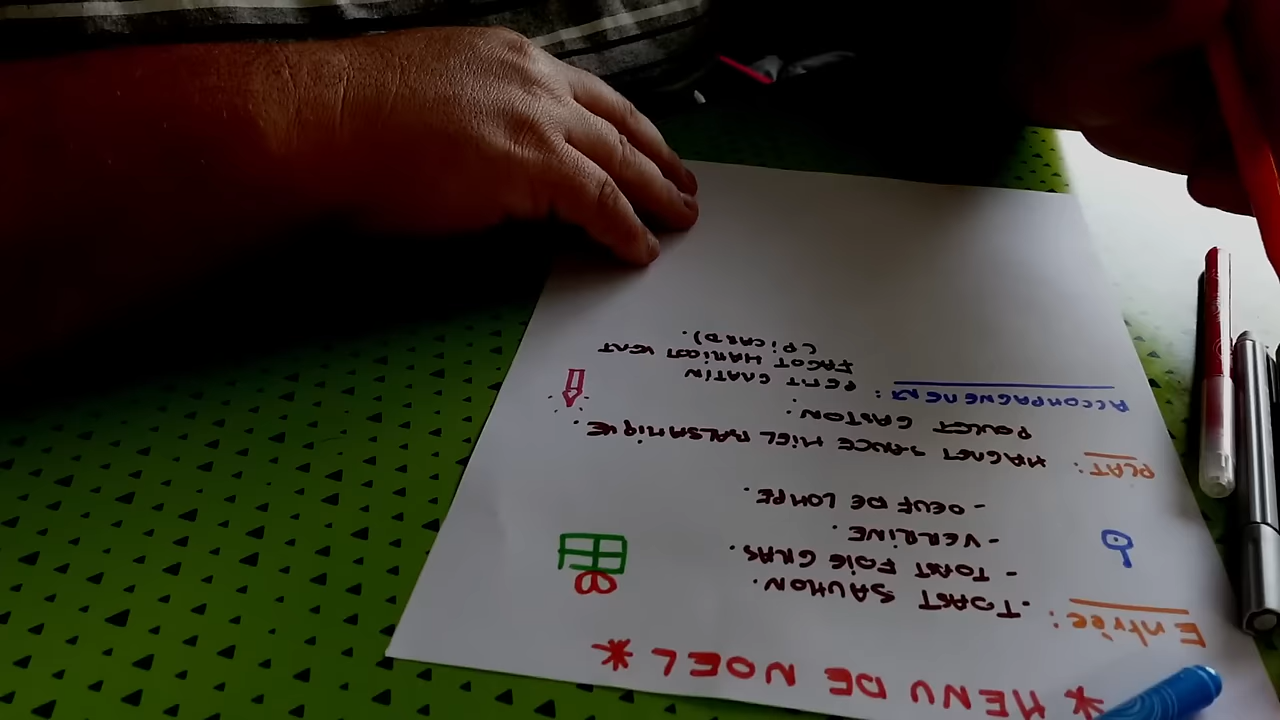 * MENU DE NOEL *
Entrée :
. TOAST SAUMON.
- TOAST FOIE GRAS.
- VERRINE.
- OEUF DE LOMPE.
PLAT : MAGRET SAUCE MIEL BALSAMIQUE.
POULET GASTON.
ACCOMPAGNEMENT : PETIT GRATIN
FAGOT HARICOT VERT
(PiCARD).